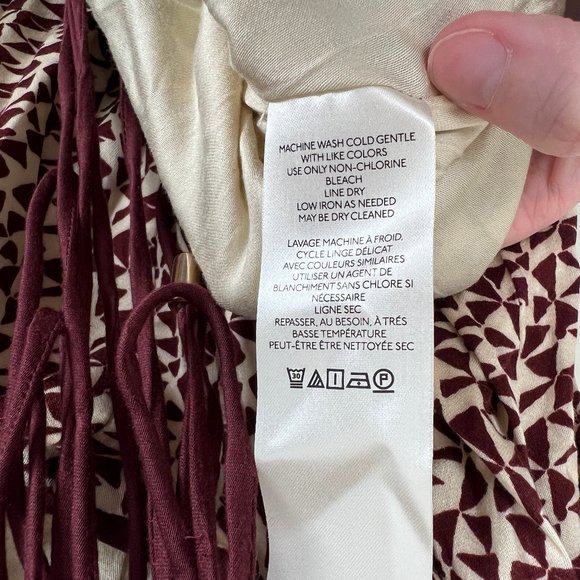 MACHINE WASH COLD GENTLE
WITH LIKE COLORS
USE ONLY NON-CHLORINE
BLEACH
LINE DRY
LOW IRON AS NEEDED
MAY BE DRY CLEANED
LAVAGE MACHINE À FROID,
CYCLE LINGE DÉLICAT
AVEC COULEURS SIMILAIRES
UTILISER UN AGENT DE
BLANCHIMENT SANS CHLORE SI
NÉCESSAIRE
LIGNE SEC
REPASSER, AU BESOIN, À TRÉS
BASSE TEMPÉRATURE
PEUT-ÊTRE ÊTRE NETTOYÉE SEC
30 P